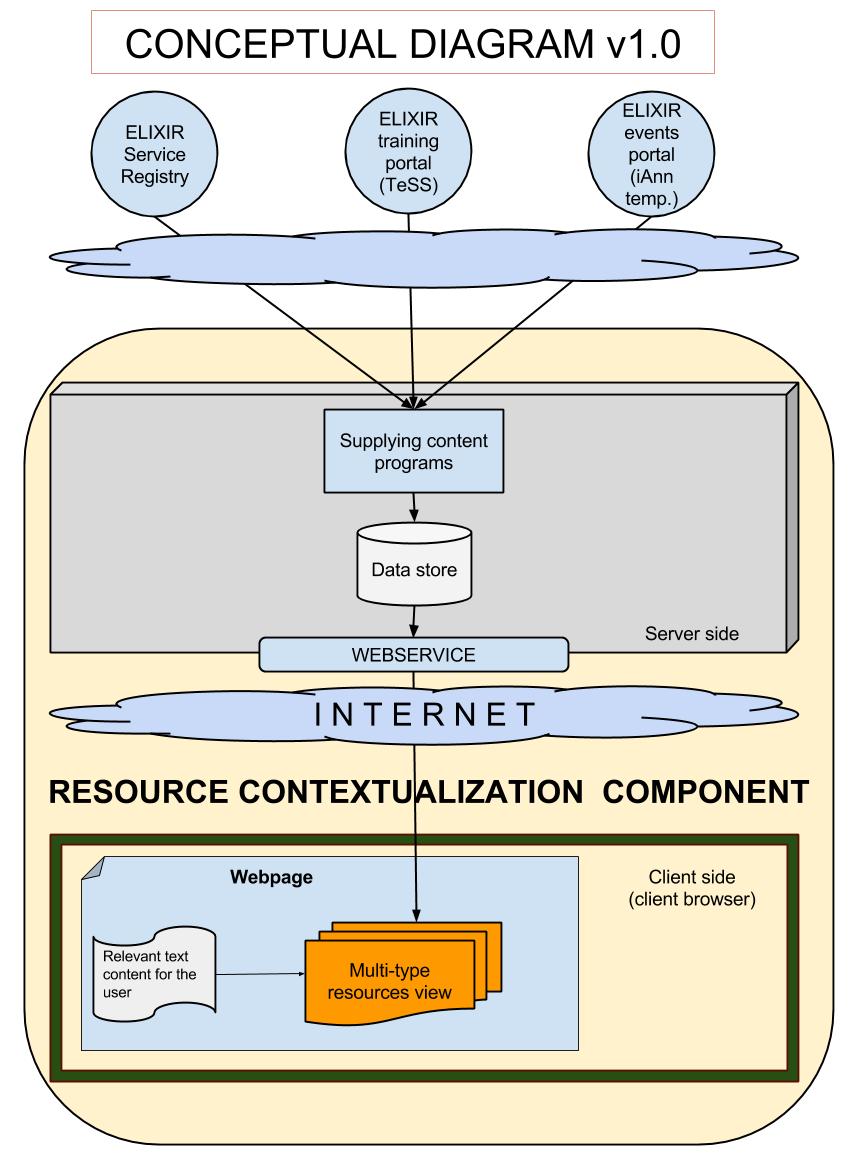 CONCEPTUAL DIAGRAM v1.0
ELIXIR
Service
Registry
ELIXIR
training
portal
(TeSS)
ELIXIR
events
portal
(iAnn
temp.)
Supplying content
programs
Data store
Server side
WEBSERVICE
INTERNET
RESOURCE CONTEXTUALIZATION COMPONENT
Webpage
Client side
(client browser)
Relevant text
content for the
user
Multi-type
resources view